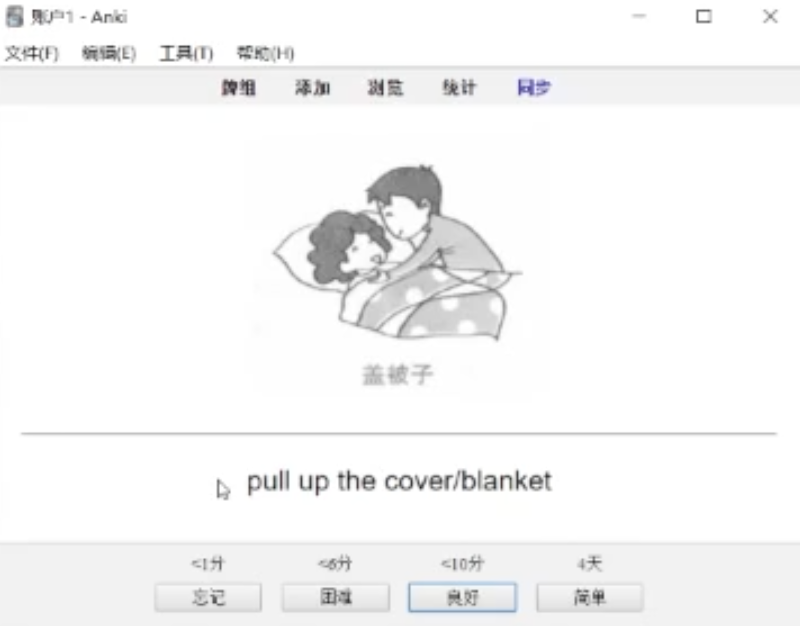 账户1 - Anki
文件(F) 编辑(E) 工具(T) 帮助(H)
牌组 添加 浏览 统计 同步
盖被子
pull up the cover/blanket
<1分 <6分 <10分 4天
忘记 困难 良好 简单